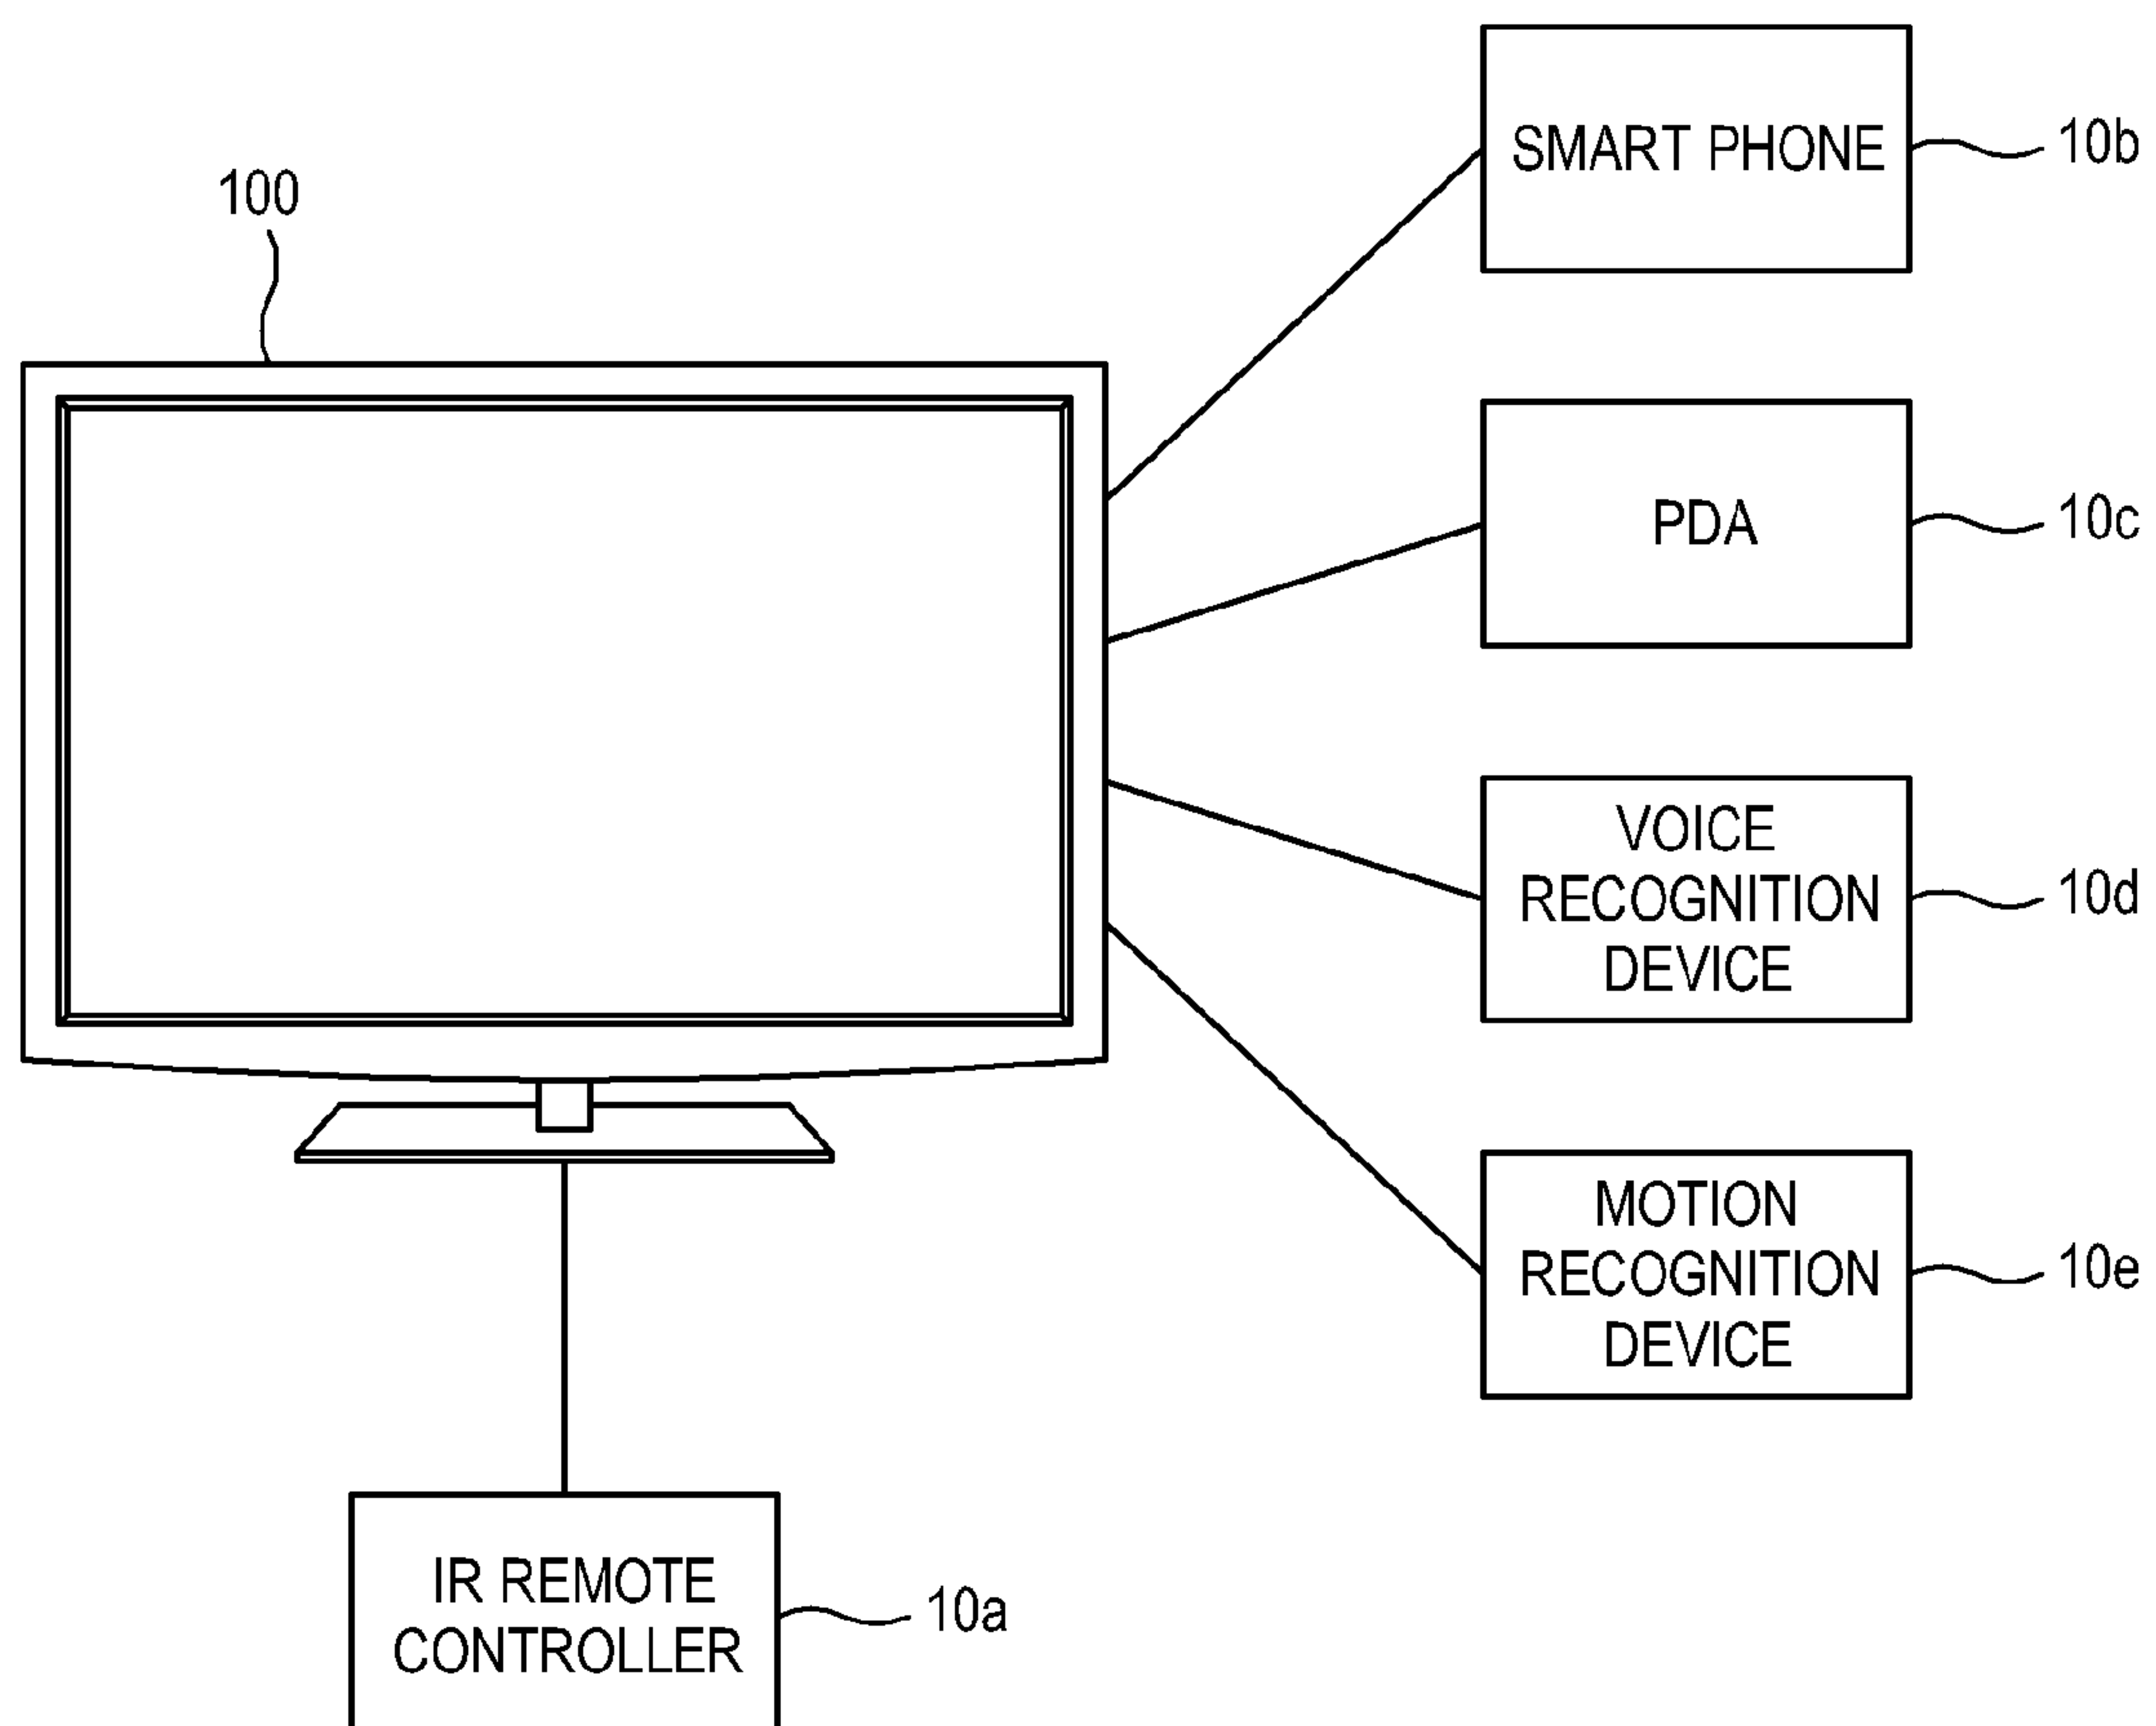 100
SMART PHONE
10b
PDA
10c
VOICE
RECOGNITION
DEVICE
10d
MOTION
RECOGNITION
DEVICE
10e
IR REMOTE
CONTROLLER
10a